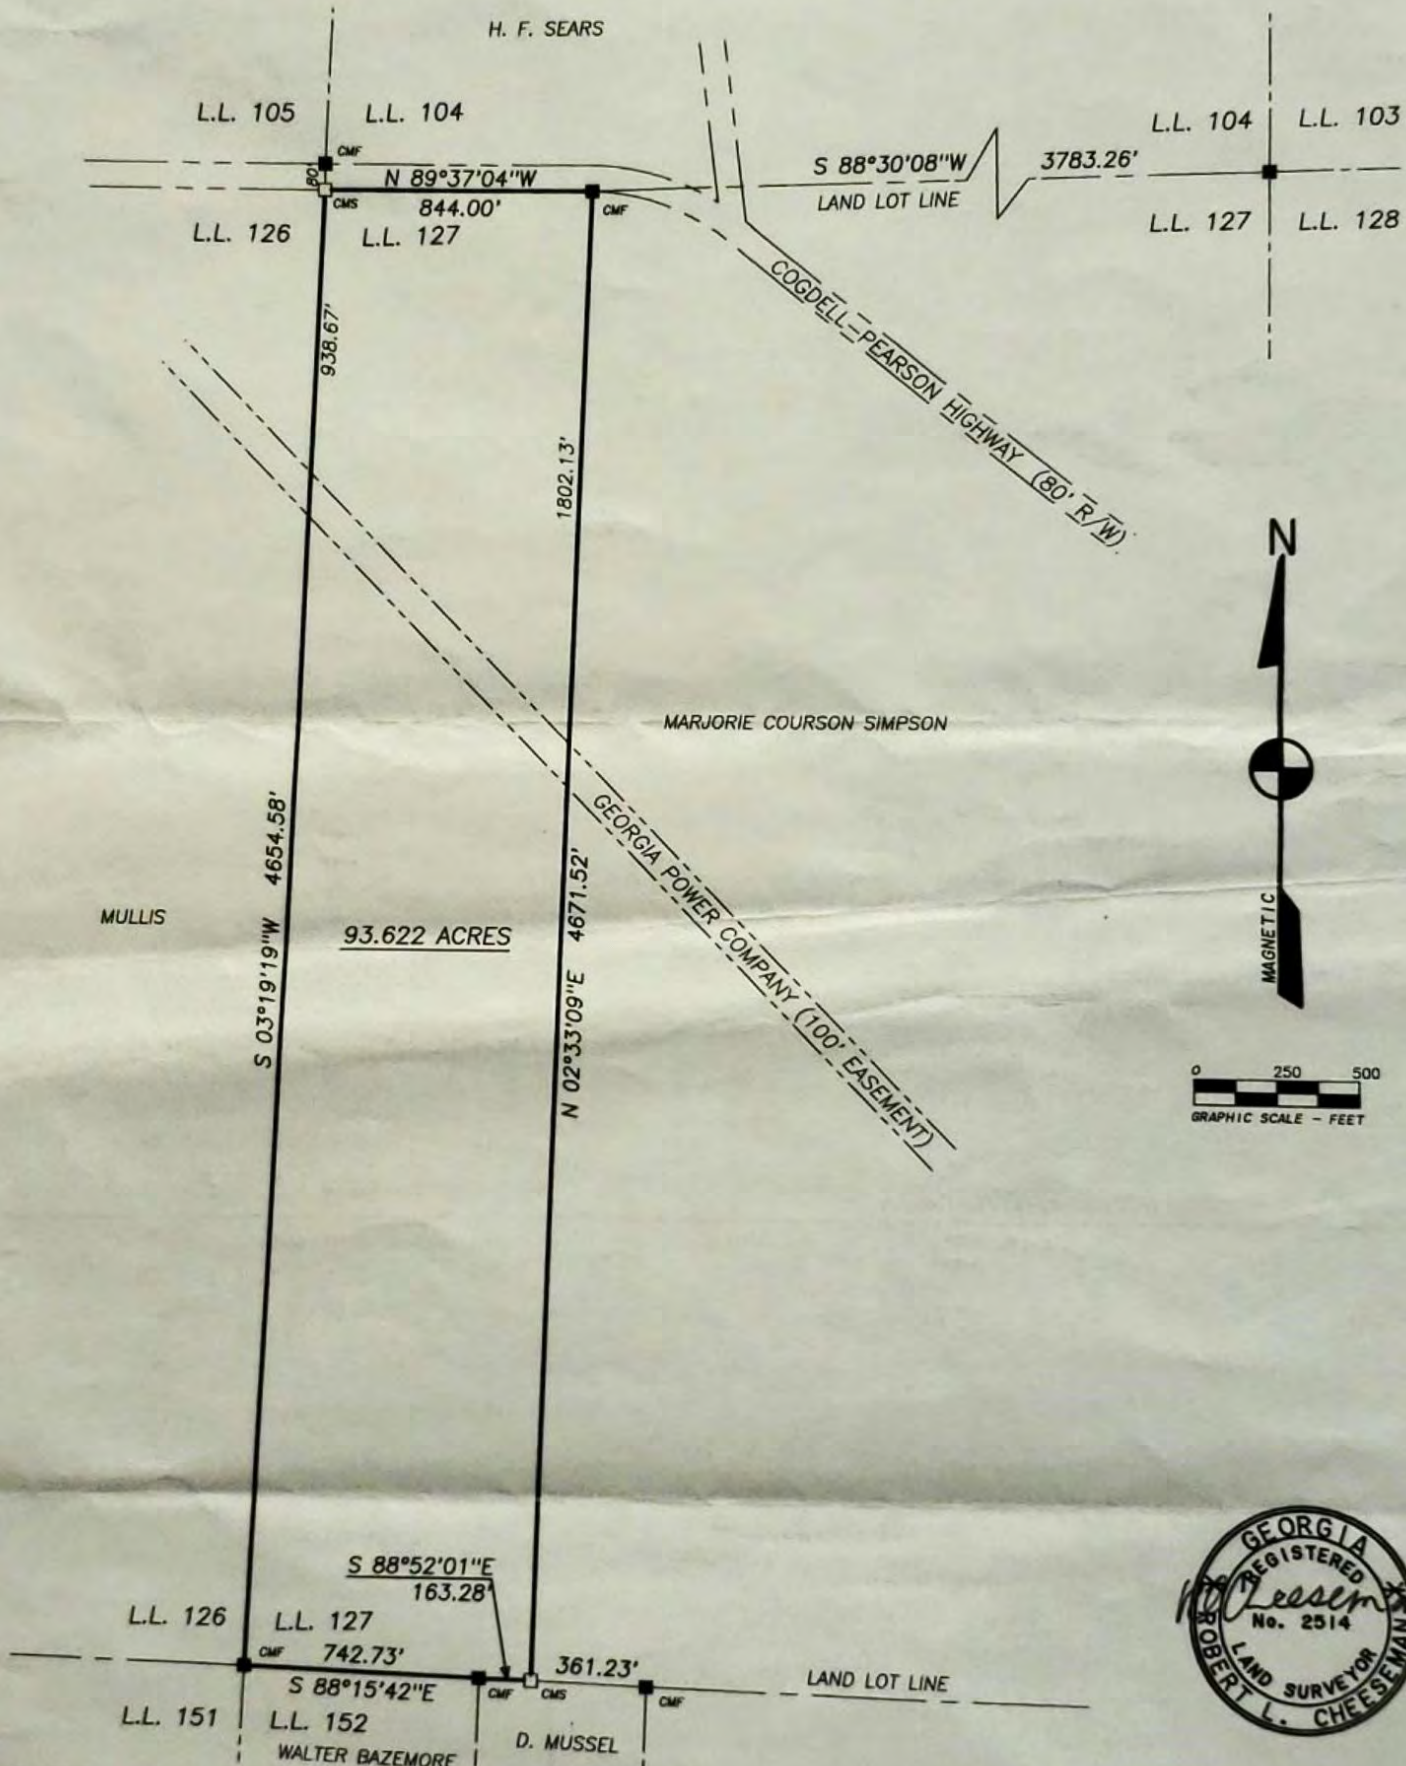 H. F. SEARS
L.L. 105
L.L. 104
L.L. 104
L.L. 103
CMF
80'
N 89°37'04"W
S 88°30'08"W
3783.26'
CMS
844.00'
CMF
LAND LOT LINE
L.L. 126
L.L. 127
L.L. 127
L.L. 128
COGDELL-PEARSON HIGHWAY (80' R/W)
938.67'
1802.13'
N
MARJORIE COURSON SIMPSON
GEORGIA POWER COMPANY (100' EASEMENT)
S 03°19'19"W 4654.58'
N 02°33'09"E 4671.52'
MULLIS
93.622 ACRES
MAGNETIC
0 250 500
GRAPHIC SCALE - FEET
S 88°52'01"E
163.28'
L.L. 126
L.L. 127
CMF
742.73'
361.23'
LAND LOT LINE
S 88°15'42"E
CMF
CMS
CMF
L.L. 151
L.L. 152
D. MUSSEL
WALTER BAZEMORE
GEORGIA
REGISTERED
No. 2514
LAND SURVEYOR
ROBERT L. CHEESEMAN